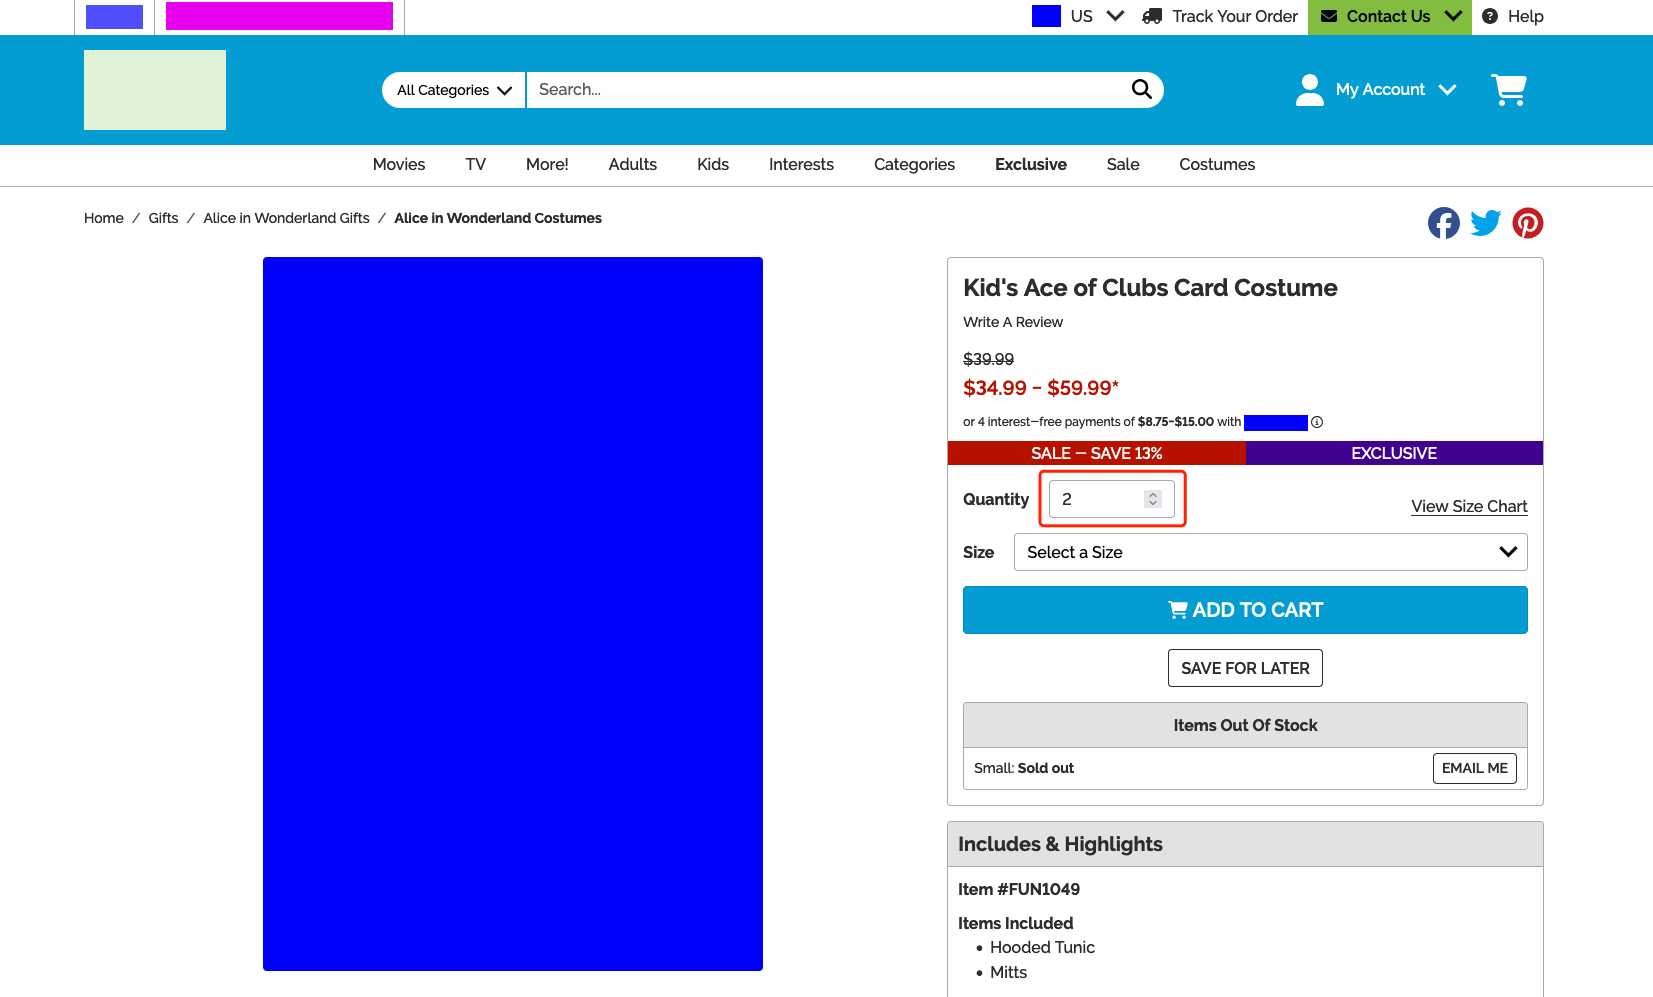 US
Track Your Order
Contact Us
Help
All Categories
Search...
My Account
Movies
TV
More!
Adults
Kids
Interests
Categories
Exclusive
Sale
Costumes
Home / Gifts / Alice in Wonderland Gifts / Alice in Wonderland Costumes
Kid's Ace of Clubs Card Costume
Write A Review
$39.99
$34.99 - $59.99*
or 4 interest-free payments of $8.75-$15.00 with
SALE - SAVE 13%
EXCLUSIVE
Quantity
2
View Size Chart
Size
Select a Size
ADD TO CART
SAVE FOR LATER
Items Out Of Stock
Small: Sold out
EMAIL ME
Includes & Highlights
Item #FUN1049
Items Included
• Hooded Tunic
• Mitts